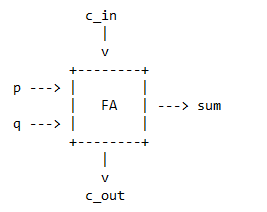 c_in
|
v
+--------+
p ---> |        |
|   FA   | ---> sum
q ---> |        |
+--------+
|
v
c_out